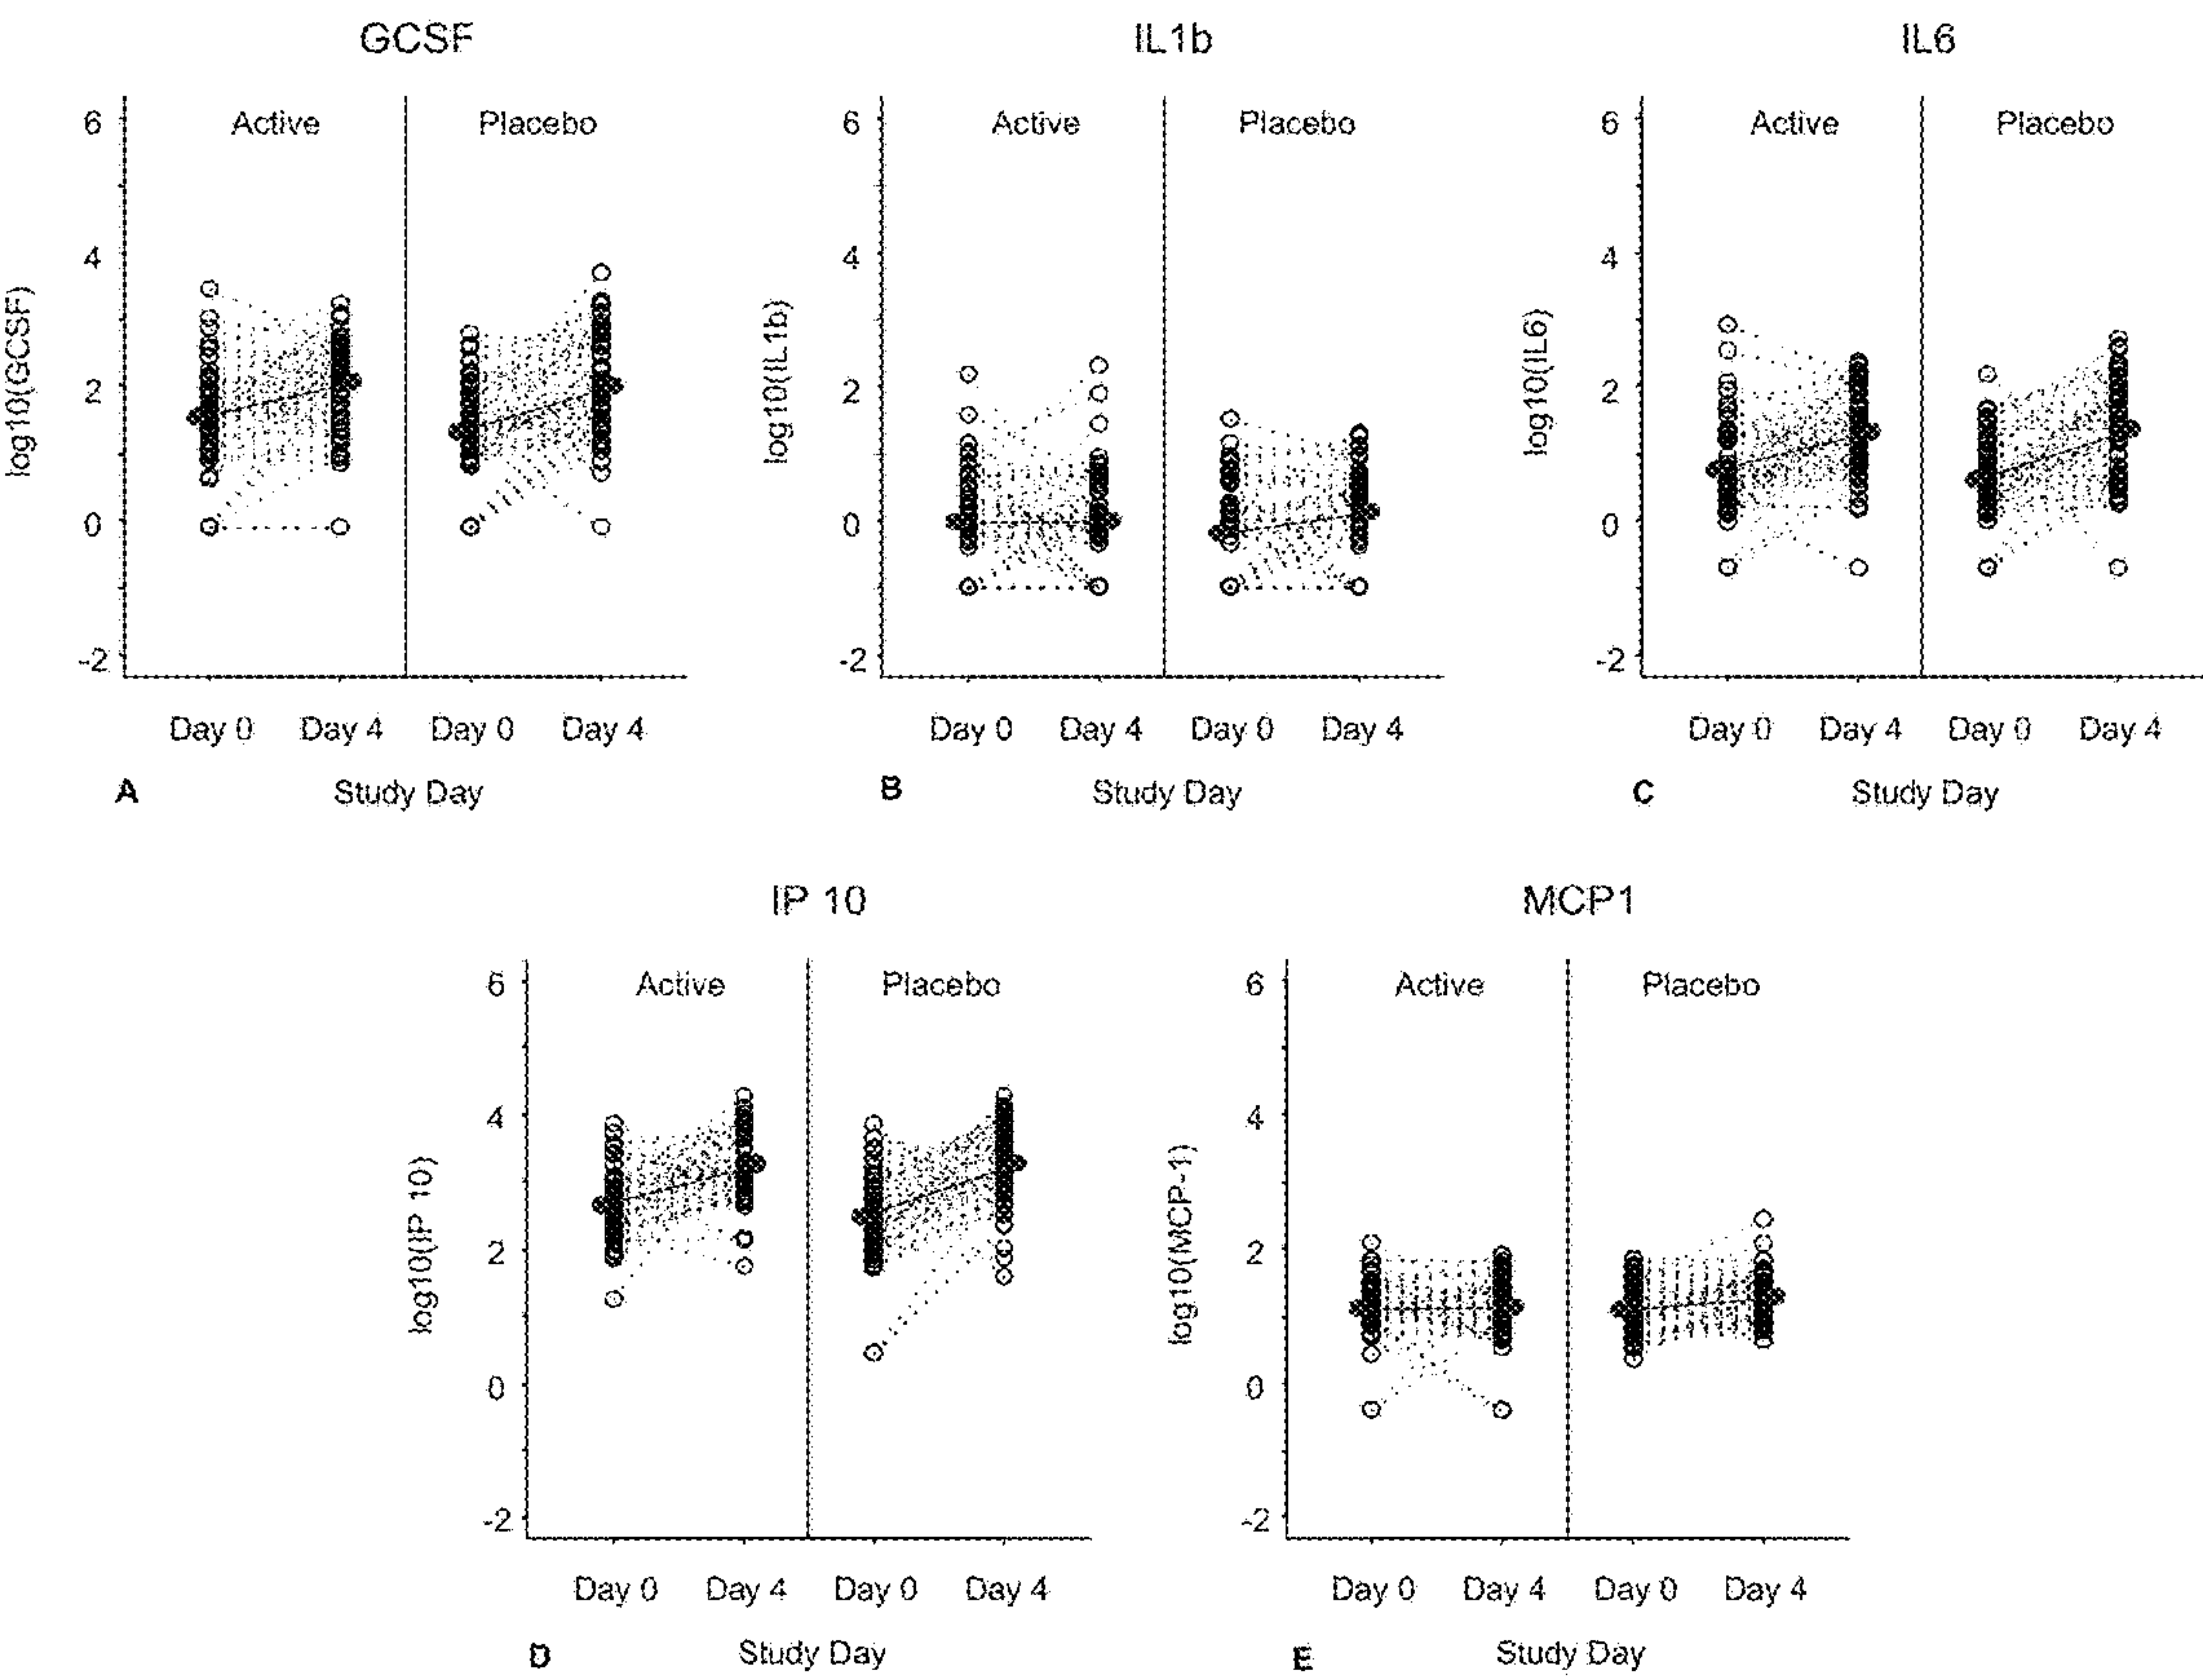 GCSF
IL1b
IL6
6
4
2
0
-2
log10(GCSF)
Active
Placebo
Day 0 Day 4 Day 0 Day 4
A
Study Day
6
4
2
0
-2
log10(IL1b)
Active
Placebo
Day 0 Day 4 Day 0 Day 4
B
Study Day
6
4
2
0
-2
log10(IL6)
Active
Placebo
Day 0 Day 4 Day 0 Day 4
C
Study Day
IP 10
MCP1
6
4
2
0
-2
log10(IP 10)
Active
Placebo
Day 0 Day 4 Day 0 Day 4
D
Study Day
6
4
2
0
-2
log10(MCP-1)
Active
Placebo
Day 0 Day 4 Day 0 Day 4
E
Study Day